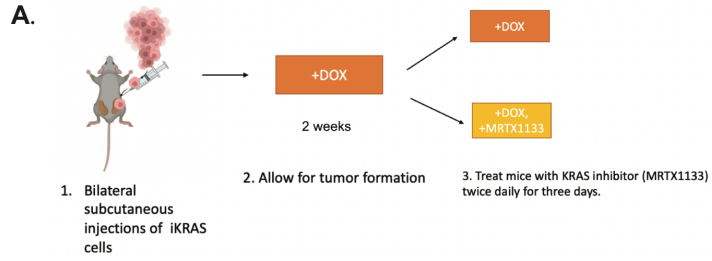 A.
+DOX
+DOX
2 weeks
+DOX,
+MRTX1133
1. Bilateral
subcutaneous
injections of iKRAS
cells
2. Allow for tumor formation
3. Treat mice with KRAS inhibitor (MRTX1133)
twice daily for three days.